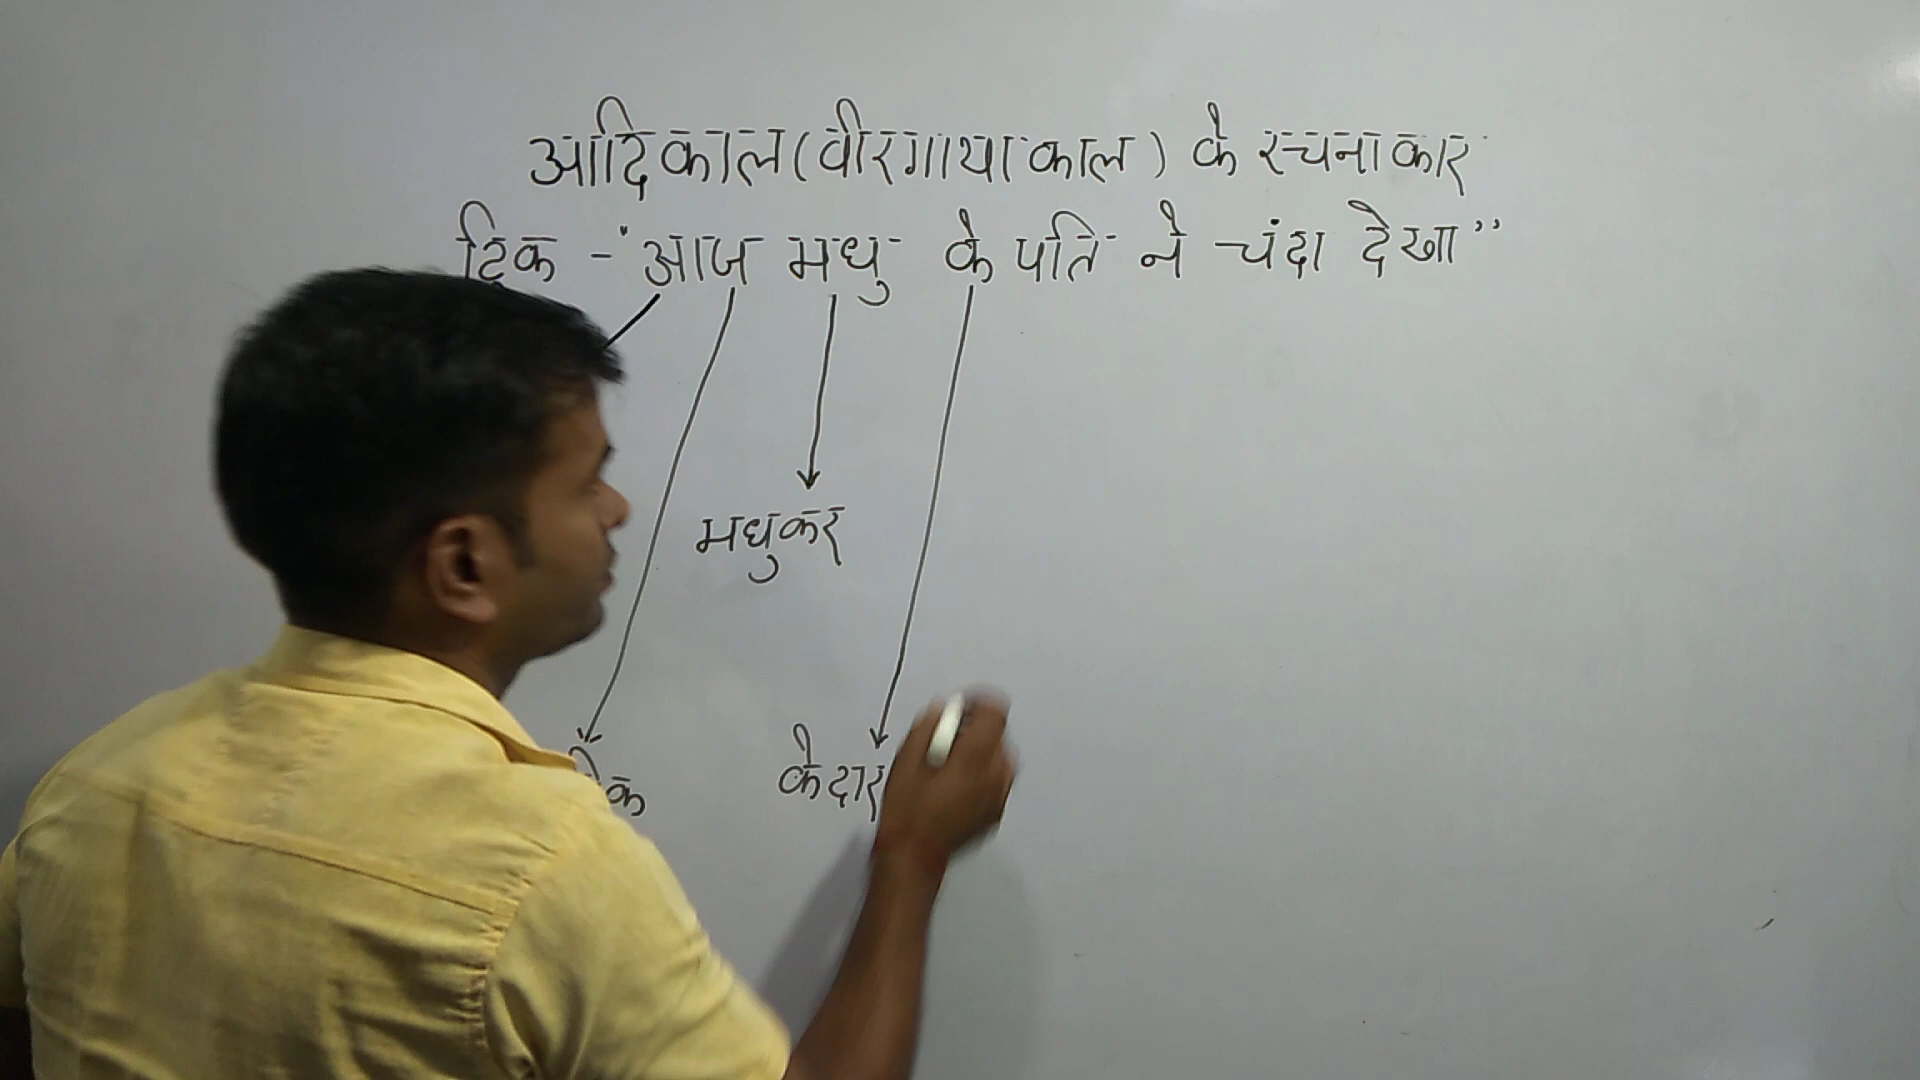 आदिकाल(वीरगाथाकाल) के रचनाकार
ट्रिक - "आज मधु के पति ने चंदा देखा"
मधुकर
केदार